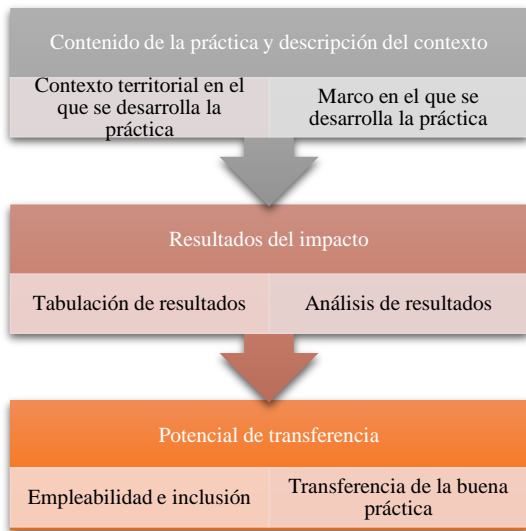 Contenido de la práctica y descripción del contexto
Contexto territorial en el
que se desarrolla la
práctica
Marco en el que se
desarrolla la práctica
Resultados del impacto
Tabulación de resultados
Análisis de resultados
Potencial de transferencia
Empleabilidad e inclusión
Transferencia de la buena
práctica